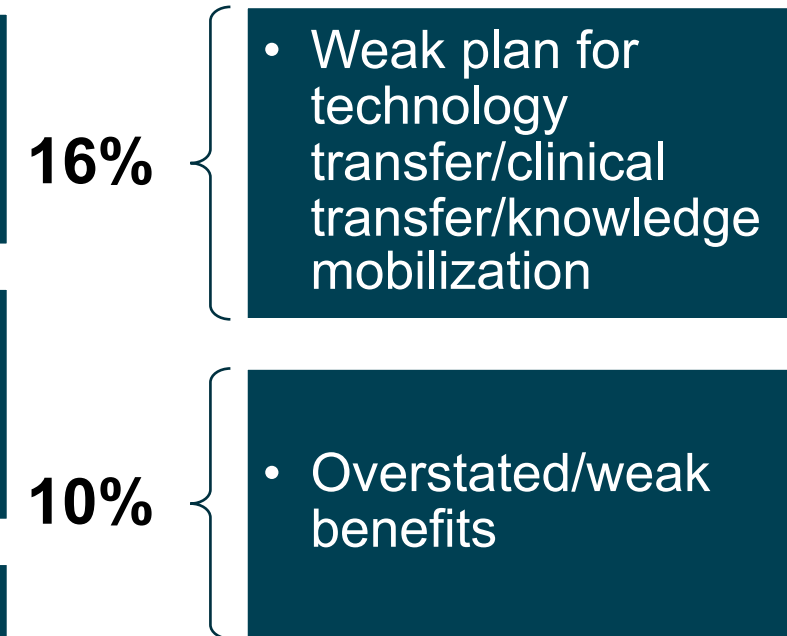 16%
• Weak plan for
technology
transfer/clinical
transfer/knowledge
mobilization
10%
• Overstated/weak
benefits